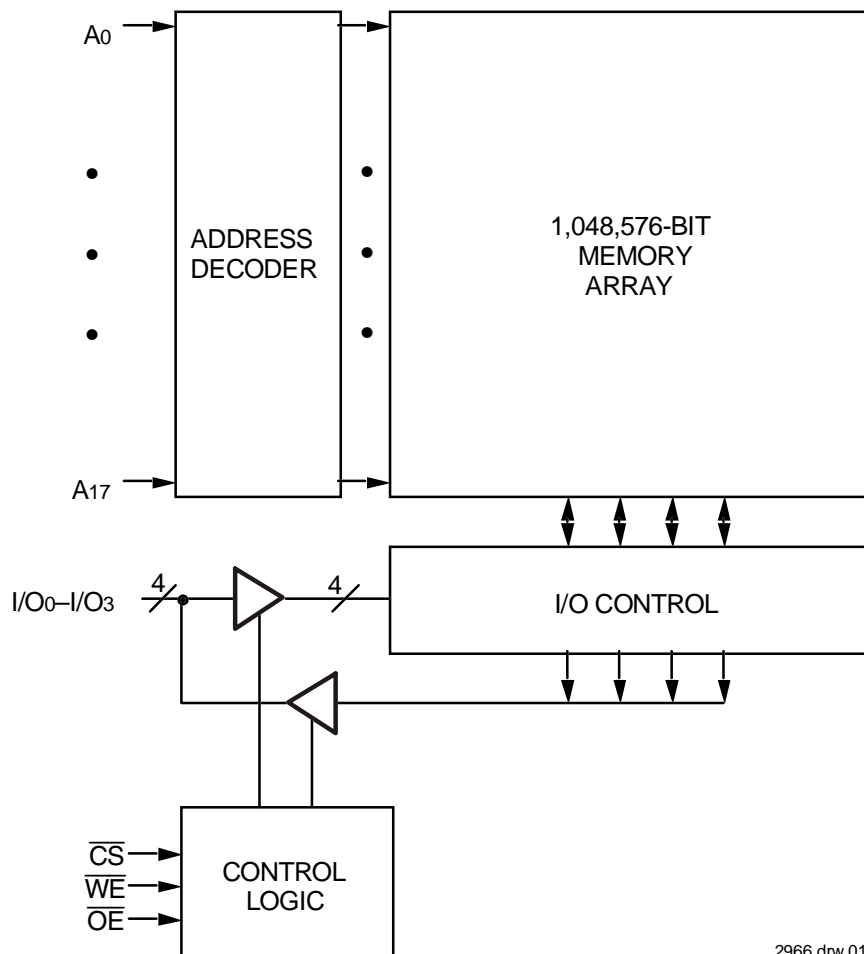 A0
ADDRESS
DECODER
1,048,576-BIT
MEMORY
ARRAY
A17
I/O0–I/O3
4
4
I/O CONTROL
CS
WE
OE
CONTROL
LOGIC
2966 drw 01